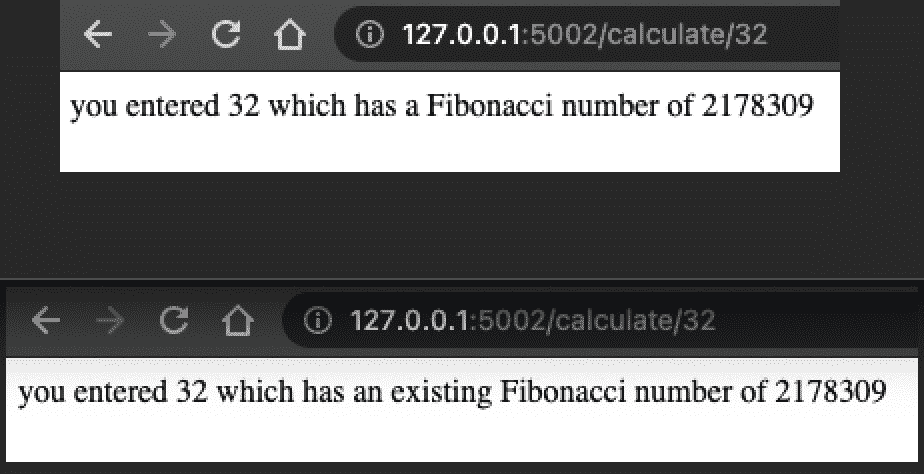 127.0.0.1:5002/calculate/32
you entered 32 which has a Fibonacci number of 2178309
127.0.0.1:5002/calculate/32
you entered 32 which has an existing Fibonacci number of 2178309